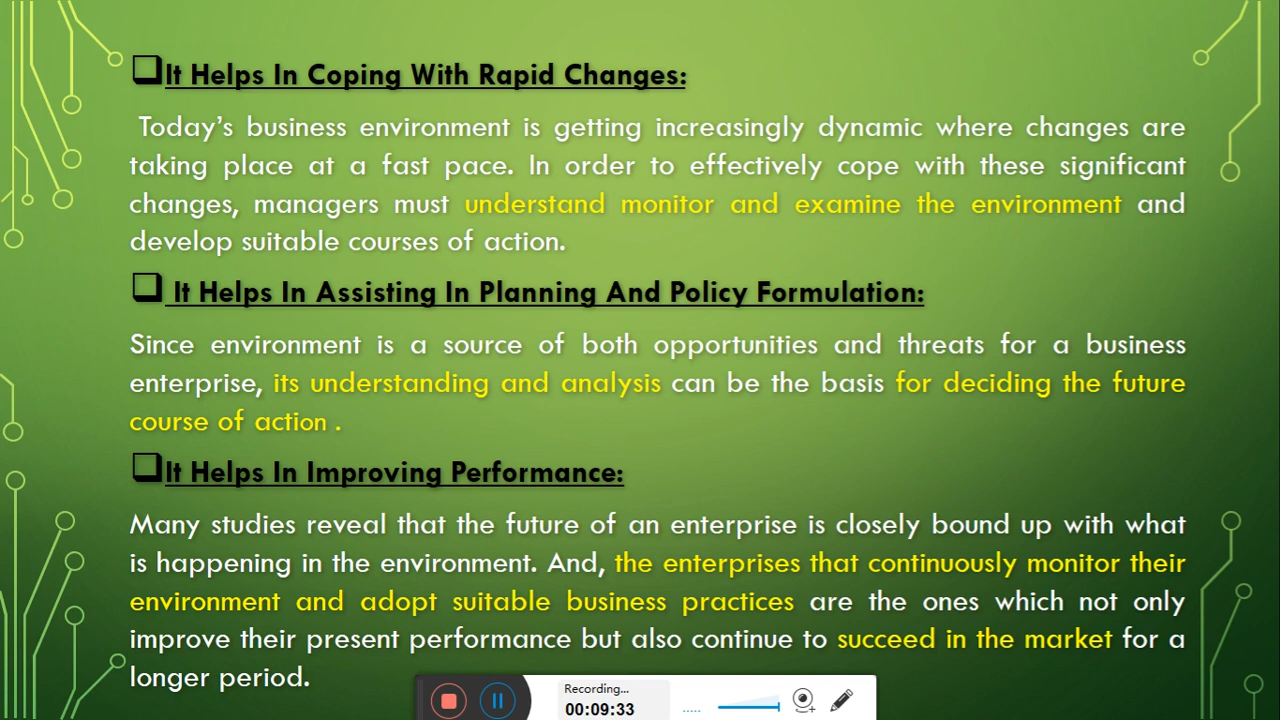 It Helps In Coping With Rapid Changes:
Today's business environment is getting increasingly dynamic where changes are
taking place at a fast pace. In order to effectively cope with these significant
changes, managers must understand monitor and examine the environment and
develop suitable courses of action.
It Helps In Assisting In Planning And Policy Formulation:
Since environment is a source of both opportunities and threats for a business
enterprise, its understanding and analysis can be the basis for deciding the future
course of action .
It Helps In Improving Performance:
Many studies reveal that the future of an enterprise is closely bound up with what
is happening in the environment. And, the enterprises that continuously monitor their
environment and adopt suitable business practices are the ones which not only
improve their present performance but also continue to succeed in the market for a
longer period.
Recording...
00:09:33